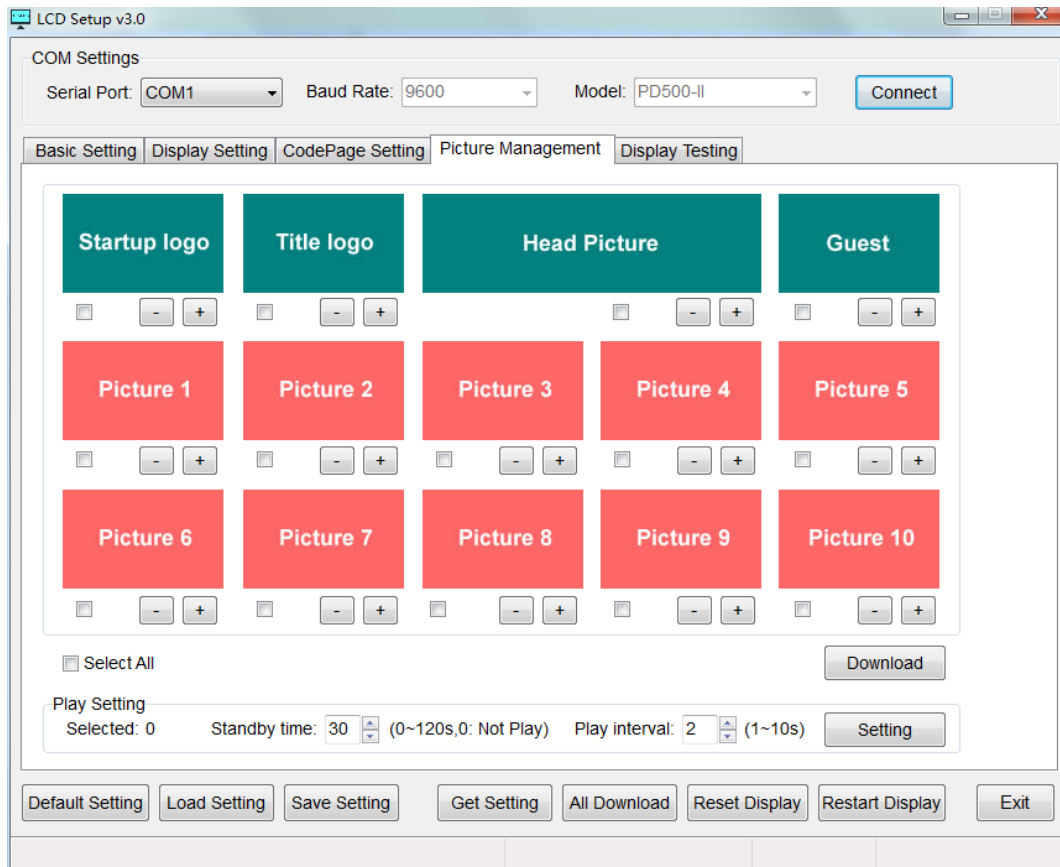 LCD Setup v3.0
COM Settings
Serial Port: COM1 Baud Rate: 9600 Model: PD500-II Connect
Basic Setting Display Setting CodePage Setting Picture Management Display Testing
Startup logo Title logo Head Picture Guest
- + - + - + - +
Picture 1 Picture 2 Picture 3 Picture 4 Picture 5
- + - + - + - + - +
Picture 6 Picture 7 Picture 8 Picture 9 Picture 10
- + - + - + - + - +
Select All Download
Play Setting
Selected: 0 Standby time: 30 (0~120s,0: Not Play) Play interval: 2 (1~10s) Setting
Default Setting Load Setting Save Setting Get Setting All Download Reset Display Restart Display Exit